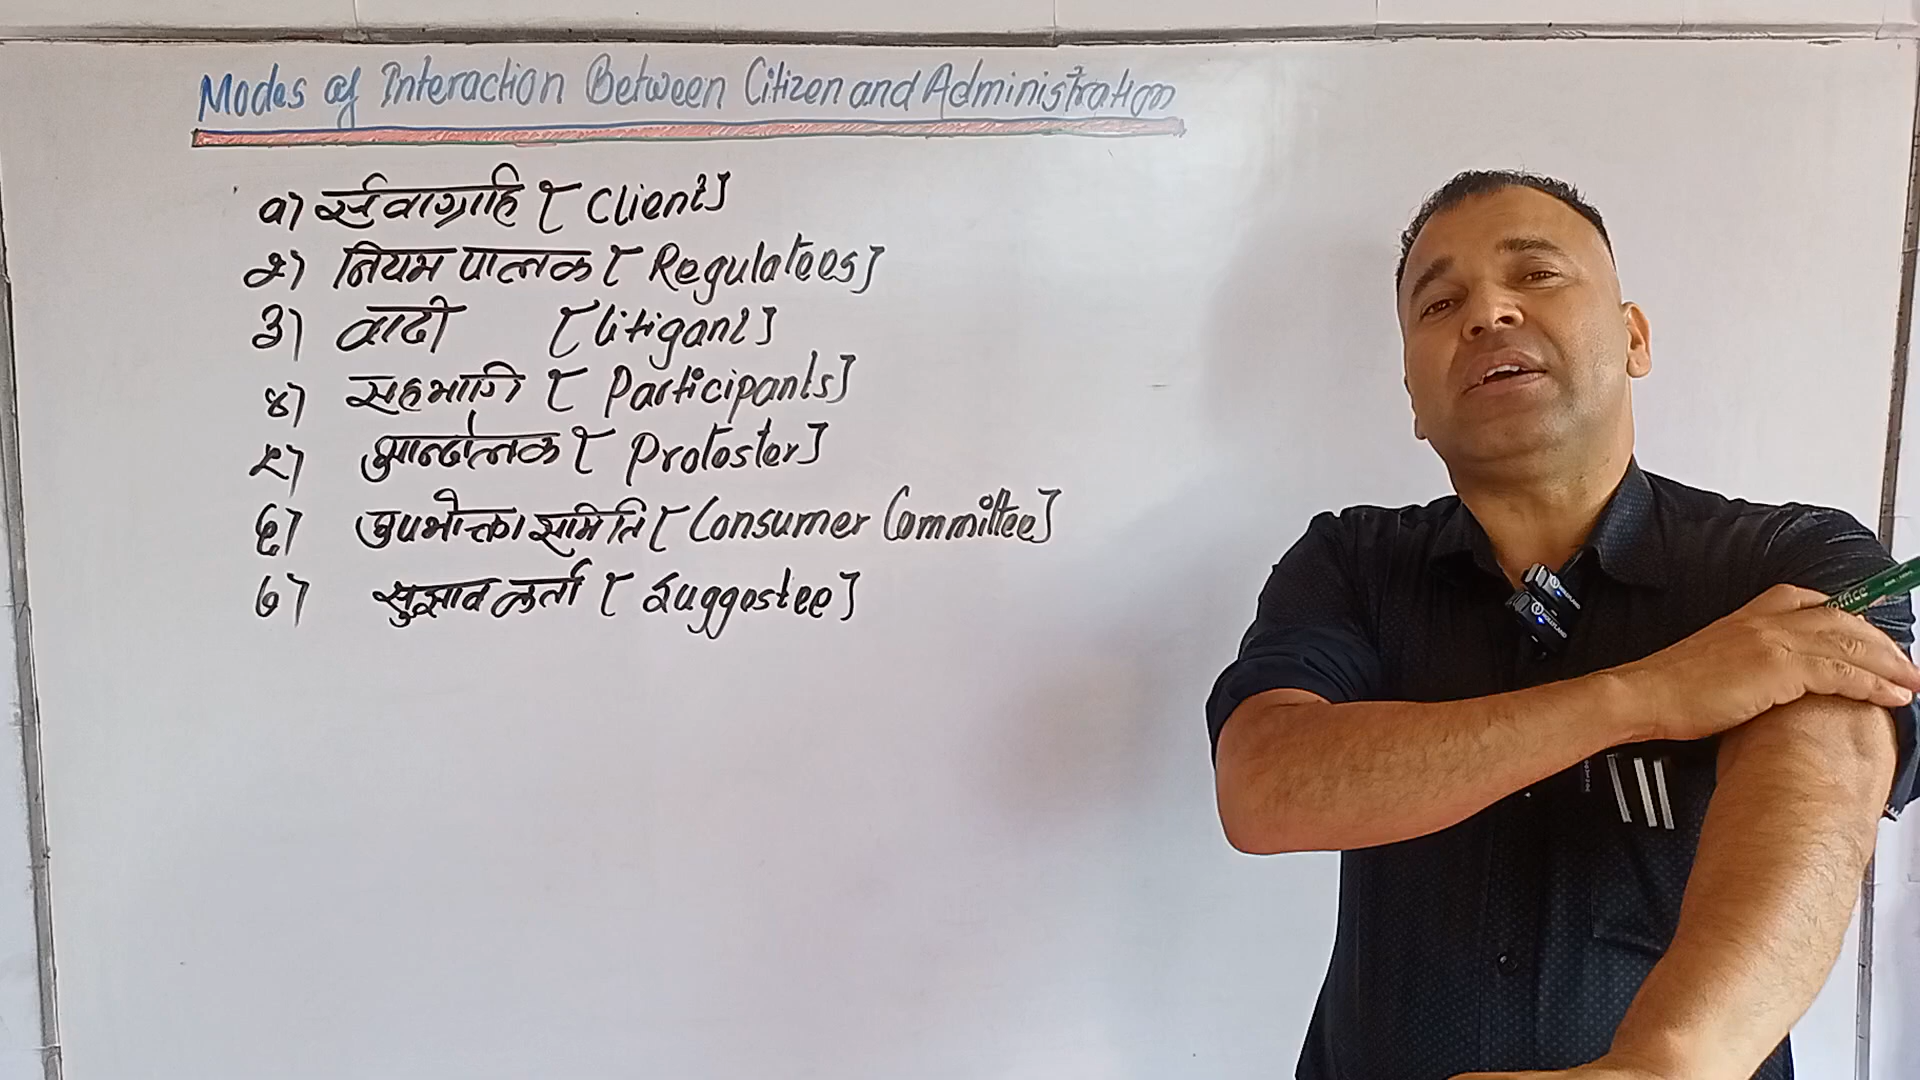 Modes of Interaction Between Citizen and Administration
१) सेवाग्राहि [Client]
२) नियम पालक [Regulatees]
३) वादी [Litigant]
४) सहभागि [Participants]
५) आन्दोलक [Protester]
६) उपभोक्ता समिति [Consumer Committee]
७) सुझाव कर्ता [Suggestee]
office